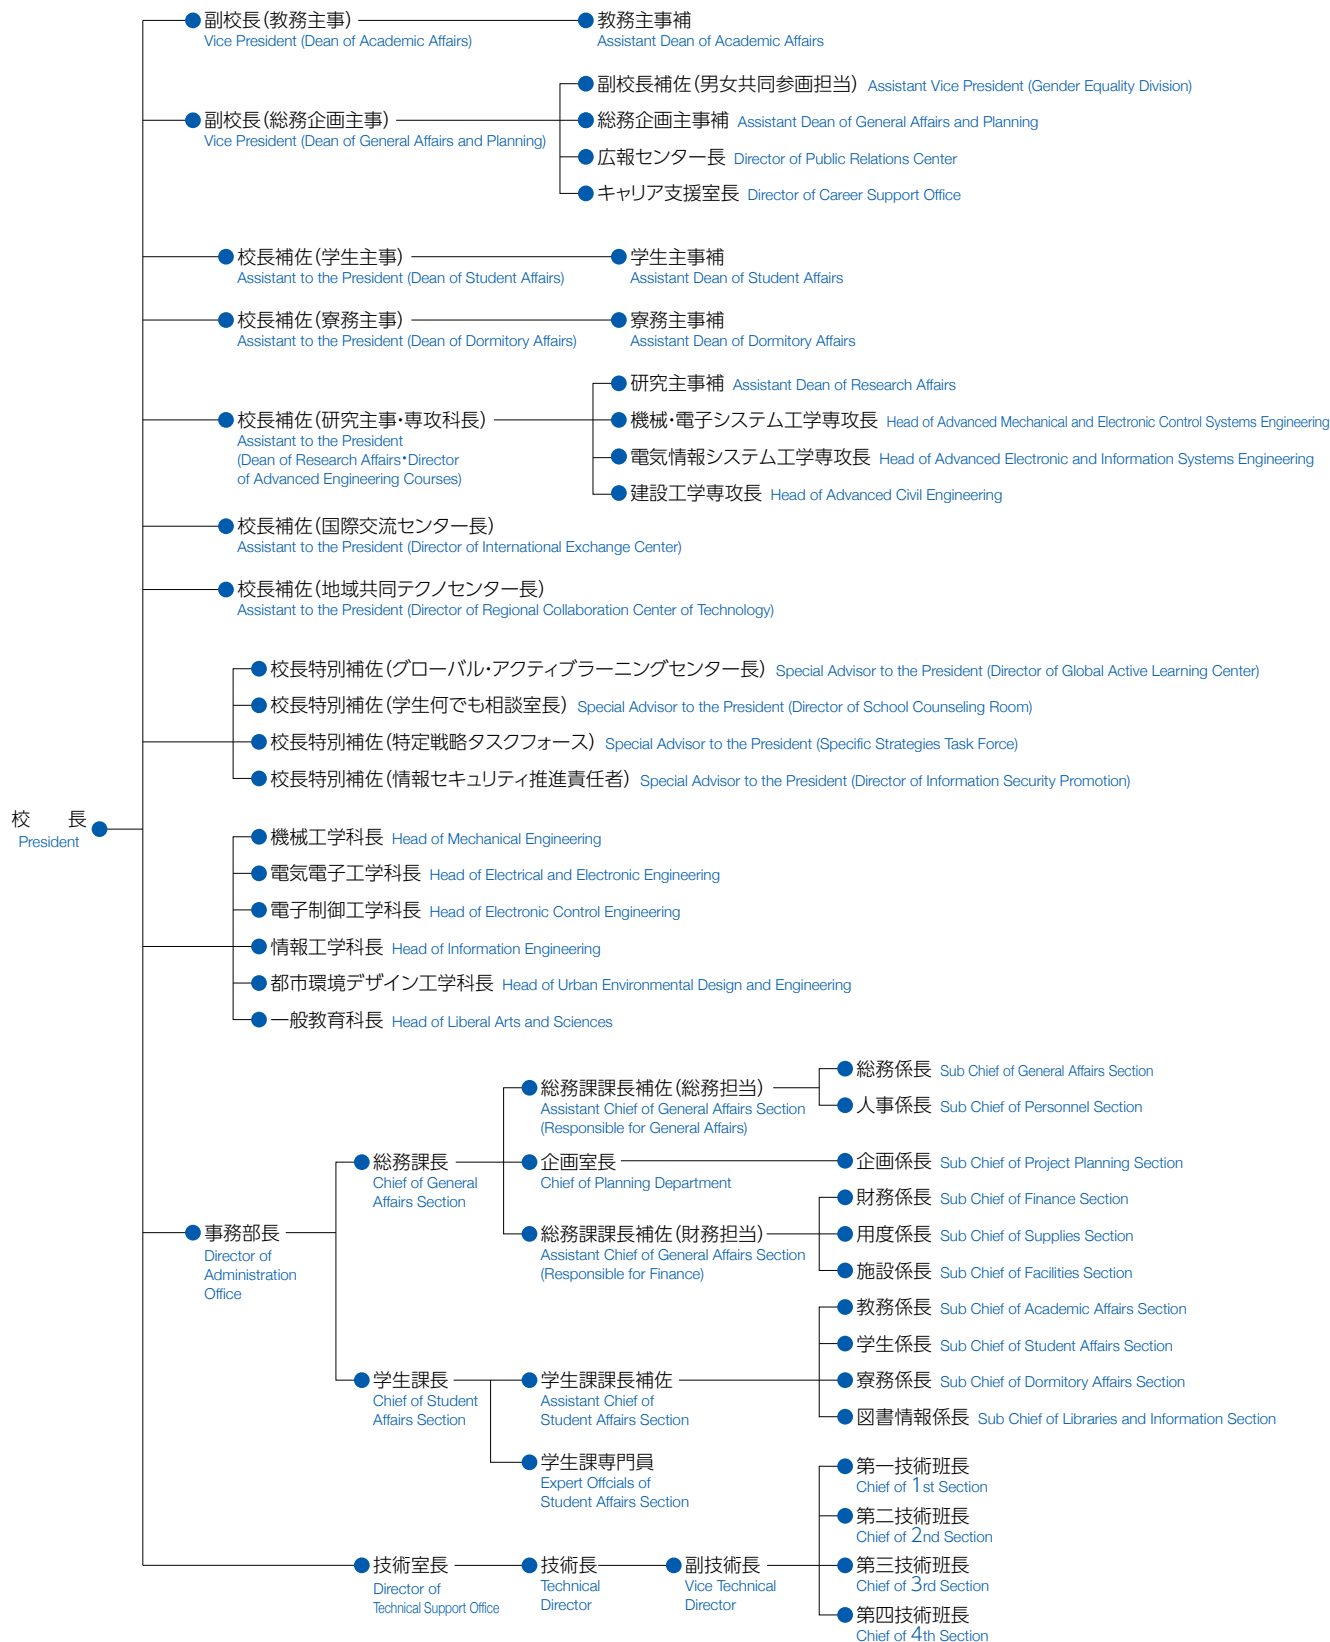 副校長(教務主事)
Vice President (Dean of Academic Affairs)
教務主事補
Assistant Dean of Academic Affairs
副校長(総務企画主事)
Vice President (Dean of General Affairs and Planning)
副校長補佐(男女共同参画担当) Assistant Vice President (Gender Equality Division)
総務企画主事補 Assistant Dean of General Affairs and Planning
広報センター長 Director of Public Relations Center
キャリア支援室長 Director of Career Support Office
校長補佐(学生主事)
Assistant to the President (Dean of Student Affairs)
学生主事補
Assistant Dean of Student Affairs
校長補佐(寮務主事)
Assistant to the President (Dean of Dormitory Affairs)
寮務主事補
Assistant Dean of Dormitory Affairs
校長補佐(研究主事・専攻科長)
Assistant to the President
(Dean of Research Affairs・Director
of Advanced Engineering Courses)
研究主事補 Assistant Dean of Research Affairs
機械・電子システム工学専攻長 Head of Advanced Mechanical and Electronic Control Systems Engineering
電気情報システム工学専攻長 Head of Advanced Electronic and Information Systems Engineering
建設工学専攻長 Head of Advanced Civil Engineering
校長補佐(国際交流センター長)
Assistant to the President (Director of International Exchange Center)
校長補佐(地域共同テクノセンター長)
Assistant to the President (Director of Regional Collaboration Center of Technology)
校長特別補佐(グローバル・アクティブラーニングセンター長) Special Advisor to the President (Director of Global Active Learning Center)
校長特別補佐(学生何でも相談室長) Special Advisor to the President (Director of School Counseling Room)
校長特別補佐(特定戦略タスクフォース) Special Advisor to the President (Specific Strategies Task Force)
校長特別補佐(情報セキュリティ推進責任者) Special Advisor to the President (Director of Information Security Promotion)
校　長
President
機械工学科長 Head of Mechanical Engineering
電気電子工学科長 Head of Electrical and Electronic Engineering
電子制御工学科長 Head of Electronic Control Engineering
情報工学科長 Head of Information Engineering
都市環境デザイン工学科長 Head of Urban Environmental Design and Engineering
一般教育科長 Head of Liberal Arts and Sciences
事務部長
Director of
Administration
Office
総務課長
Chief of General
Affairs Section
総務課課長補佐(総務担当)
Assistant Chief of General Affairs Section
(Responsible for General Affairs)
総務係長 Sub Chief of General Affairs Section
人事係長 Sub Chief of Personnel Section
企画室長
Chief of Planning Department
企画係長 Sub Chief of Project Planning Section
総務課課長補佐(財務担当)
Assistant Chief of General Affairs Section
(Responsible for Finance)
財務係長 Sub Chief of Finance Section
用度係長 Sub Chief of Supplies Section
施設係長 Sub Chief of Facilities Section
学生課長
Chief of Student
Affairs Section
学生課課長補佐
Assistant Chief of
Student Affairs Section
教務係長 Sub Chief of Academic Affairs Section
学生係長 Sub Chief of Student Affairs Section
寮務係長 Sub Chief of Dormitory Affairs Section
図書情報係長 Sub Chief of Libraries and Information Section
学生課専門員
Expert Offcials of
Student Affairs Section
技術室長
Director of
Technical Support Office
技術長
Technical
Director
副技術長
Vice Technical
Director
第一技術班長
Chief of 1st Section
第二技術班長
Chief of 2nd Section
第三技術班長
Chief of 3rd Section
第四技術班長
Chief of 4th Section